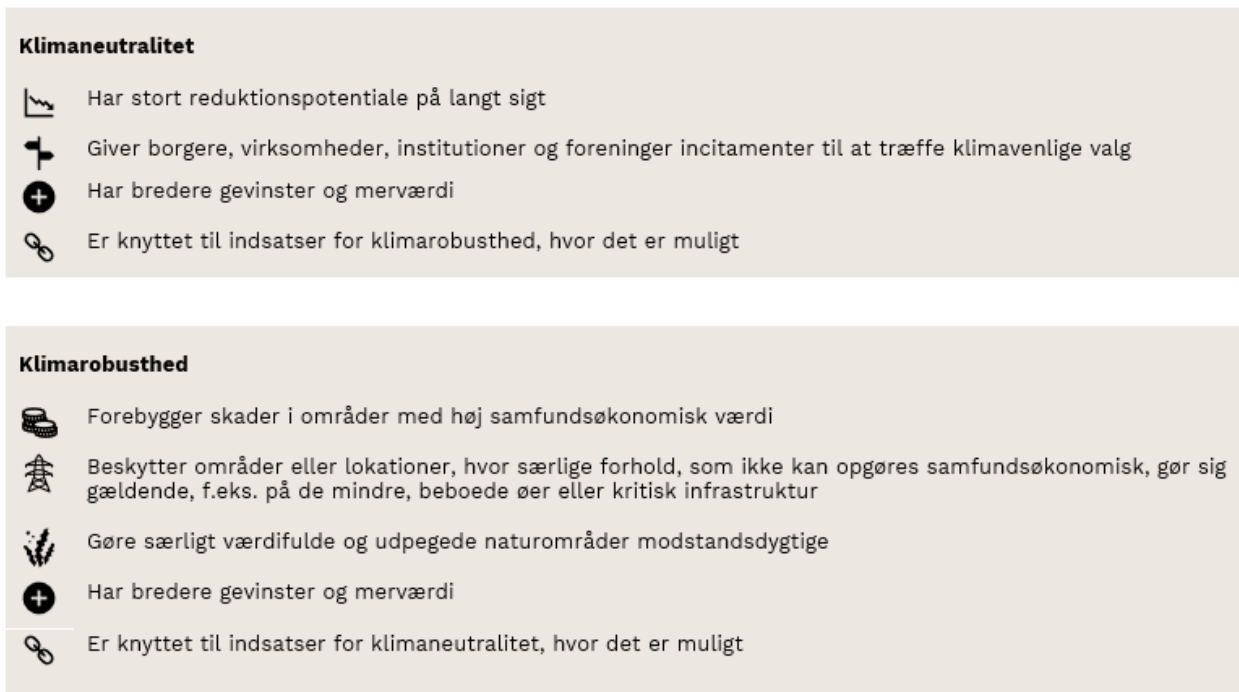 Klimaneutralitet
Har stort reduktionspotentiale på langt sigt
Giver borgere, virksomheder, institutioner og foreninger incitamenter til at træffe klimavenlige valg
Har bredere gevinster og merværdi
Er knyttet til indsatser for klimarobusthed, hvor det er muligt
Klimarobusthed
Forebygger skader i områder med høj samfundsøkonomisk værdi
Beskytter områder eller lokationer, hvor særlige forhold, som ikke kan opgøres samfundsøkonomisk, gør sig
gældende, f.eks. på de mindre, beboede øer eller kritisk infrastruktur
Gøre særligt værdifulde og udpegede naturområder modstandsdygtige
Har bredere gevinster og merværdi
Er knyttet til indsatser for klimaneutralitet, hvor det er muligt